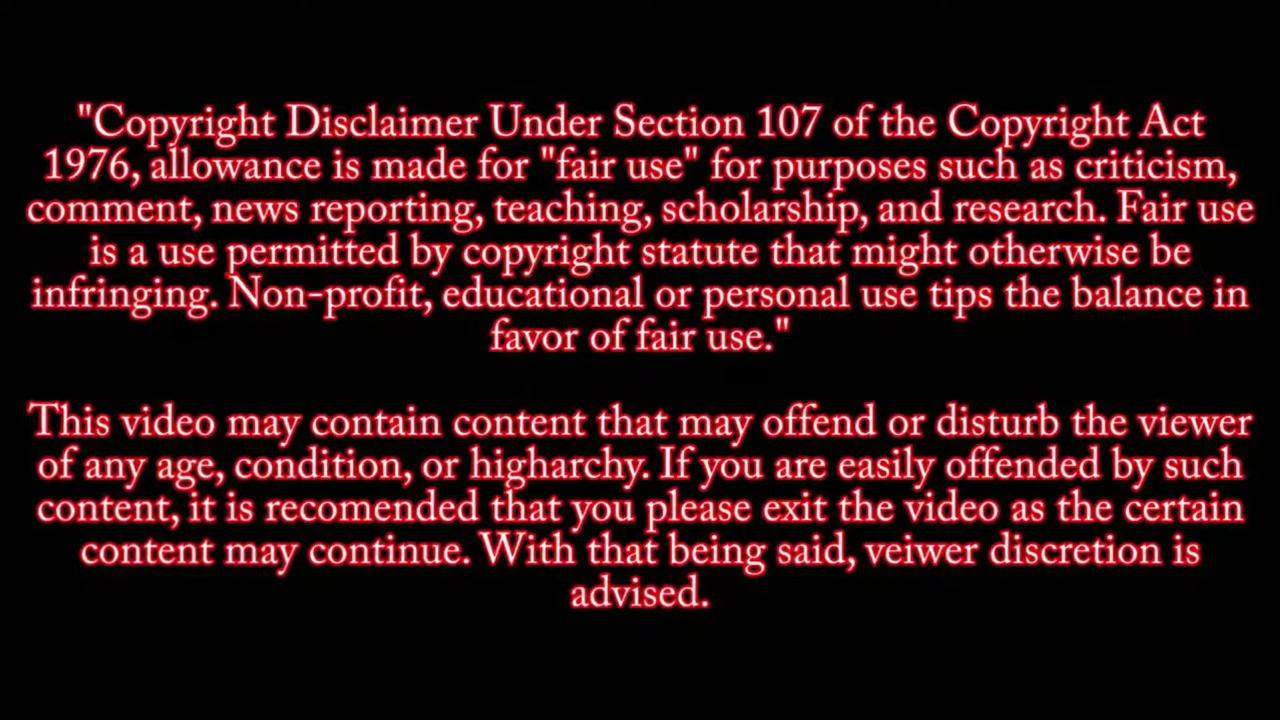 "Copyright Disclaimer Under Section 107 of the Copyright Act
1976, allowance is made for "fair use" for purposes such as criticism,
comment, news reporting, teaching, scholarship, and research. Fair use
is a use permitted by copyright statute that might otherwise be
infringing. Non-profit, educational or personal use tips the balance in
favor of fair use."
This video may contain content that may offend or disturb the viewer
of any age, condition, or higharchy. If you are easily offended by such
content, it is recomended that you please exit the video as the certain
content may continue. With that being said, veiwer discretion is
advised.